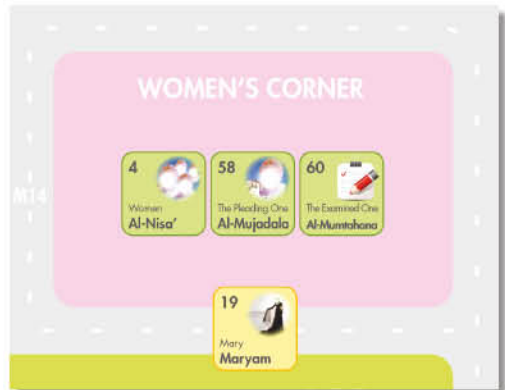 WOMEN'S CORNER
4
Women
Al-Nisa'
58
The Pleading One
Al-Mujadala
60
The Examined One
Al-Mumtahana
M14
19
Mary
Maryam